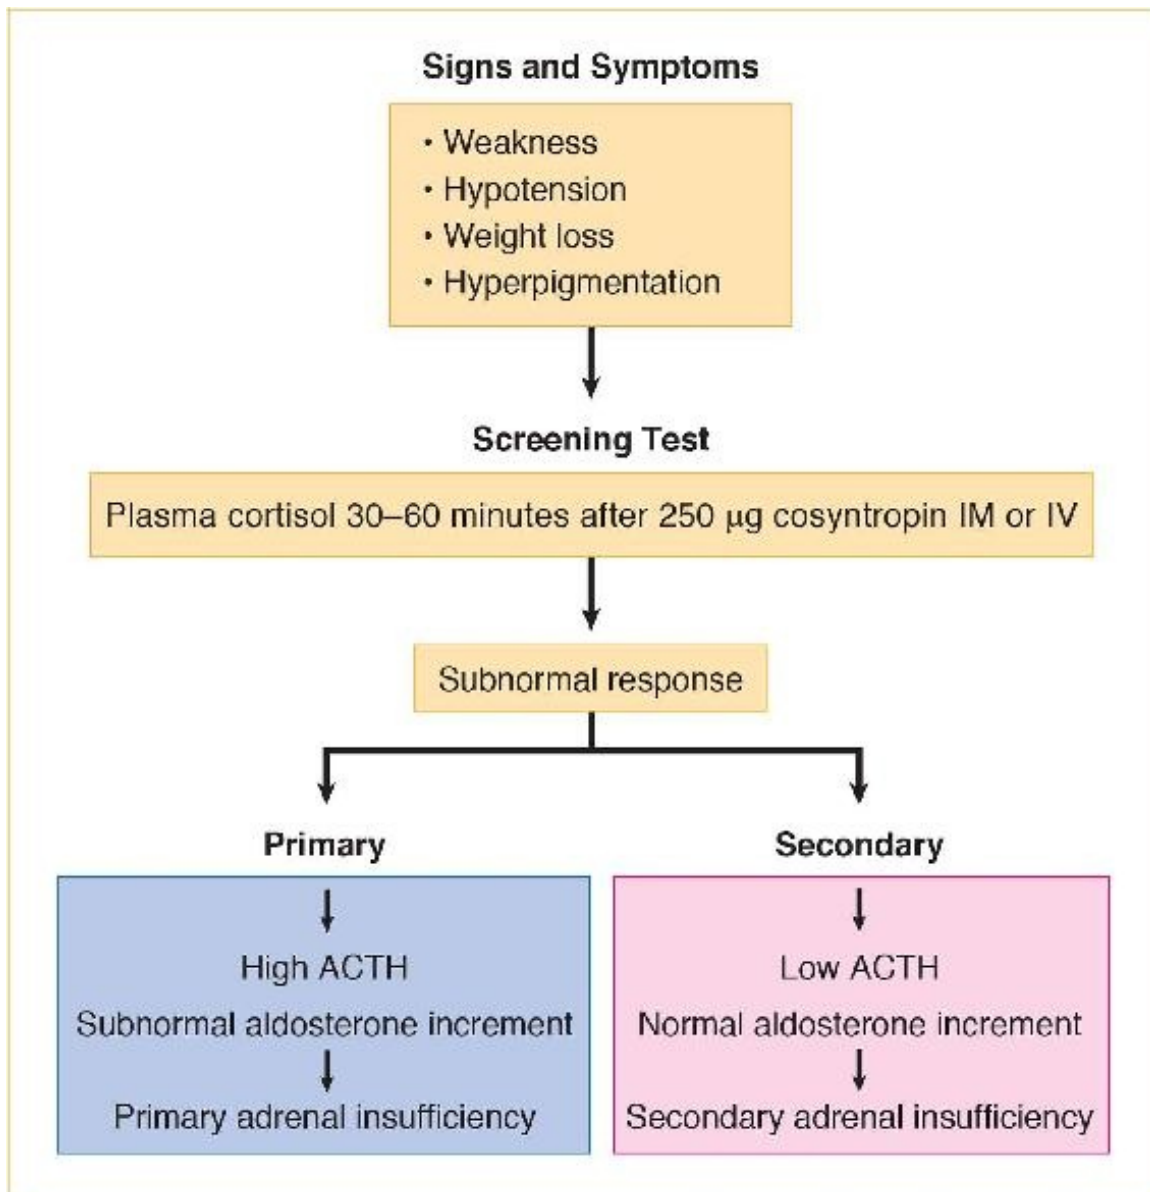 Signs and Symptoms
• Weakness
• Hypotension
• Weight loss
• Hyperpigmentation
Screening Test
Plasma cortisol 30–60 minutes after 250 μg cosyntropin IM or IV
Subnormal response
Primary
High ACTH
Subnormal aldosterone increment
Primary adrenal insufficiency
Secondary
Low ACTH
Normal aldosterone increment
Secondary adrenal insufficiency